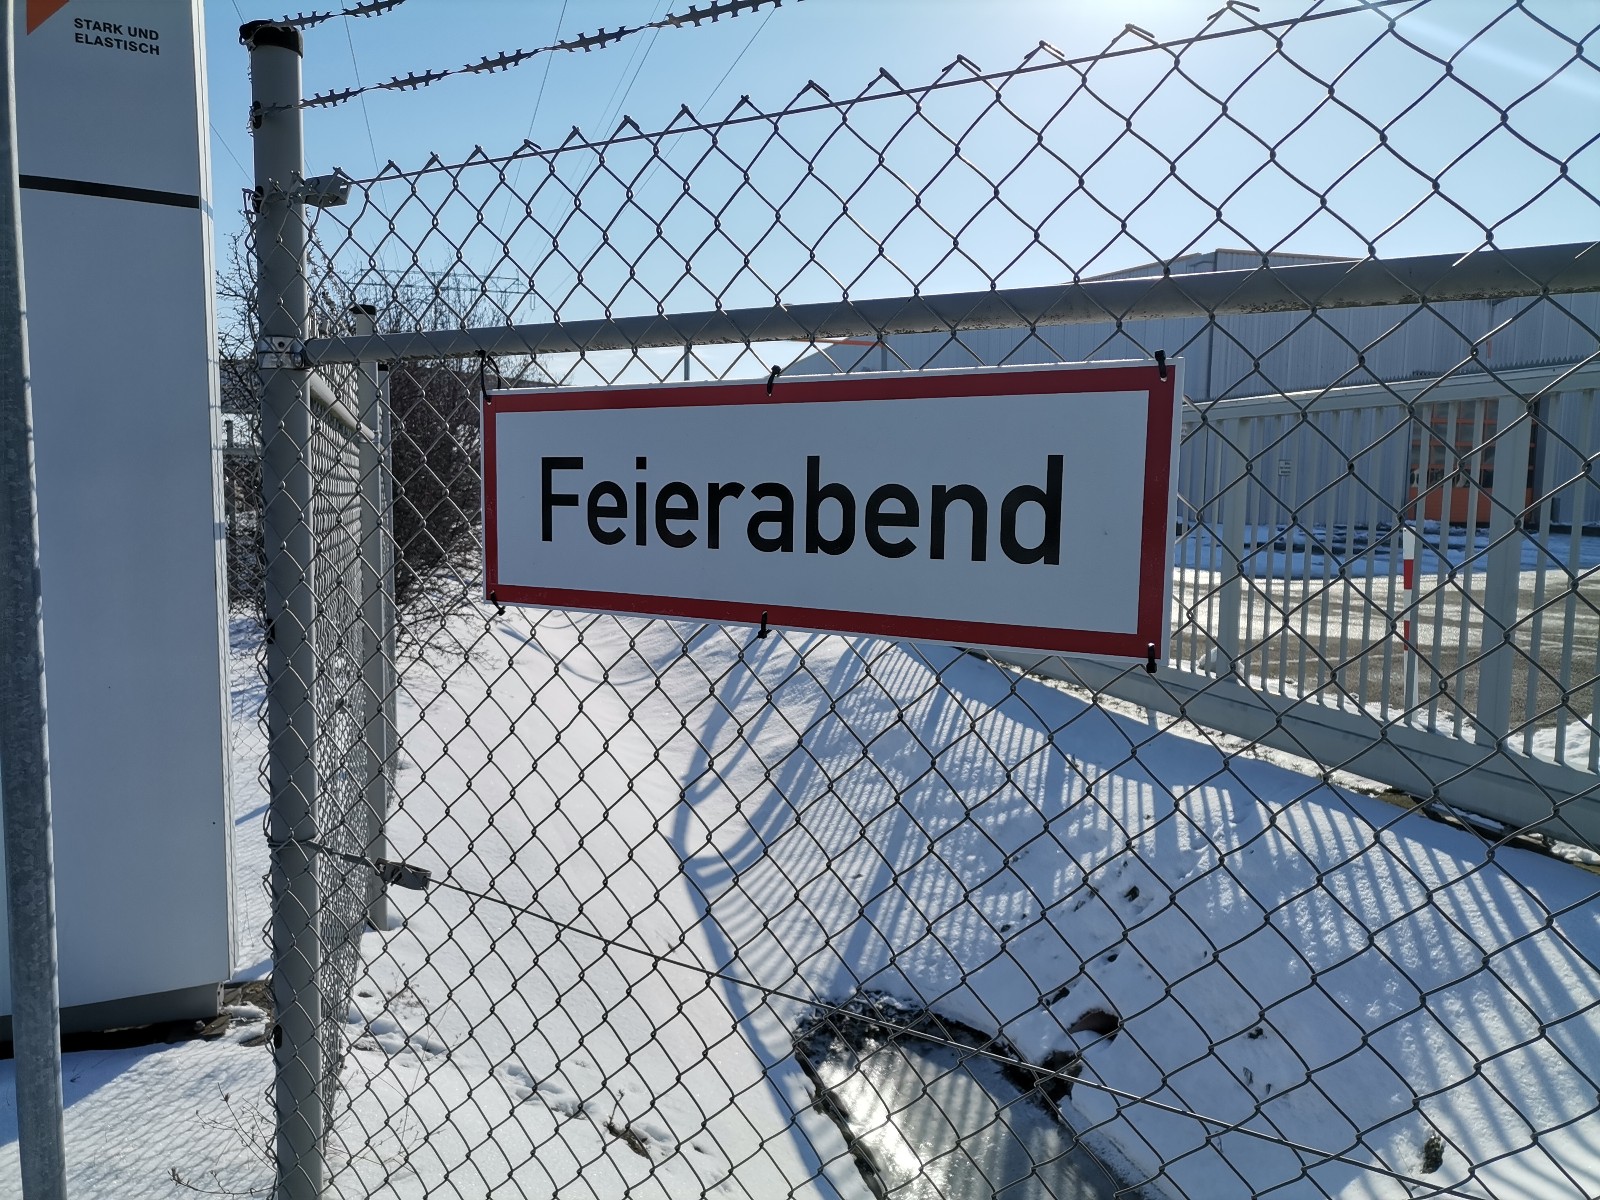 STARK UND
ELASTISCH
Feierabend